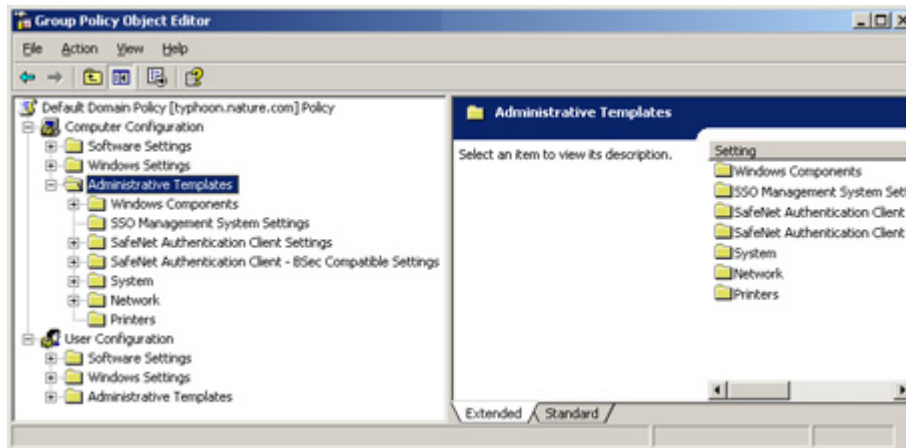 Group Policy Object Editor
File Action View Help
Default Domain Policy [typhoon.nature.com] Policy
Computer Configuration
Software Settings
Windows Settings
Administrative Templates
Windows Components
SSO Management System Settings
SafeNet Authentication Client Settings
SafeNet Authentication Client - BSec Compatible Settings
System
Network
Printers
User Configuration
Software Settings
Windows Settings
Administrative Templates
Administrative Templates
Select an item to view its description.
Setting
Windows Components
SSO Management System Sett
SafeNet Authentication Client
SafeNet Authentication Client
System
Network
Printers
Extended Standard